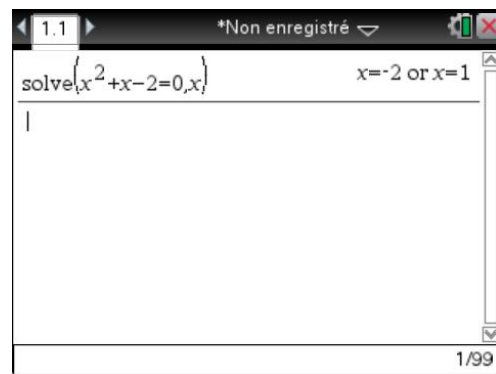 1.1 *Non enregistré
solve(x²+x-2=0,x) x=-2 or x=1
1/99